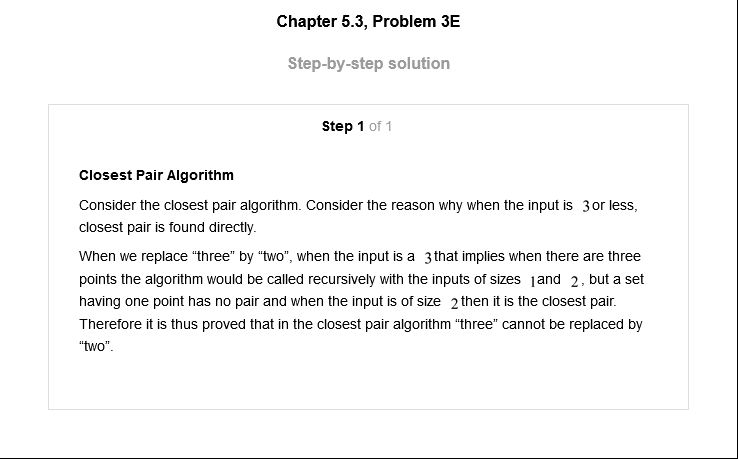 Chapter 5.3, Problem 3E
Step-by-step solution
Step 1 of 1
Closest Pair Algorithm
Consider the closest pair algorithm. Consider the reason why when the input is 3 or less,
closest pair is found directly.
When we replace “three” by “two”, when the input is a 3 that implies when there are three
points the algorithm would be called recursively with the inputs of sizes 1 and 2, but a set
having one point has no pair and when the input is of size 2 then it is the closest pair.
Therefore it is thus proved that in the closest pair algorithm “three” cannot be replaced by
“two”.